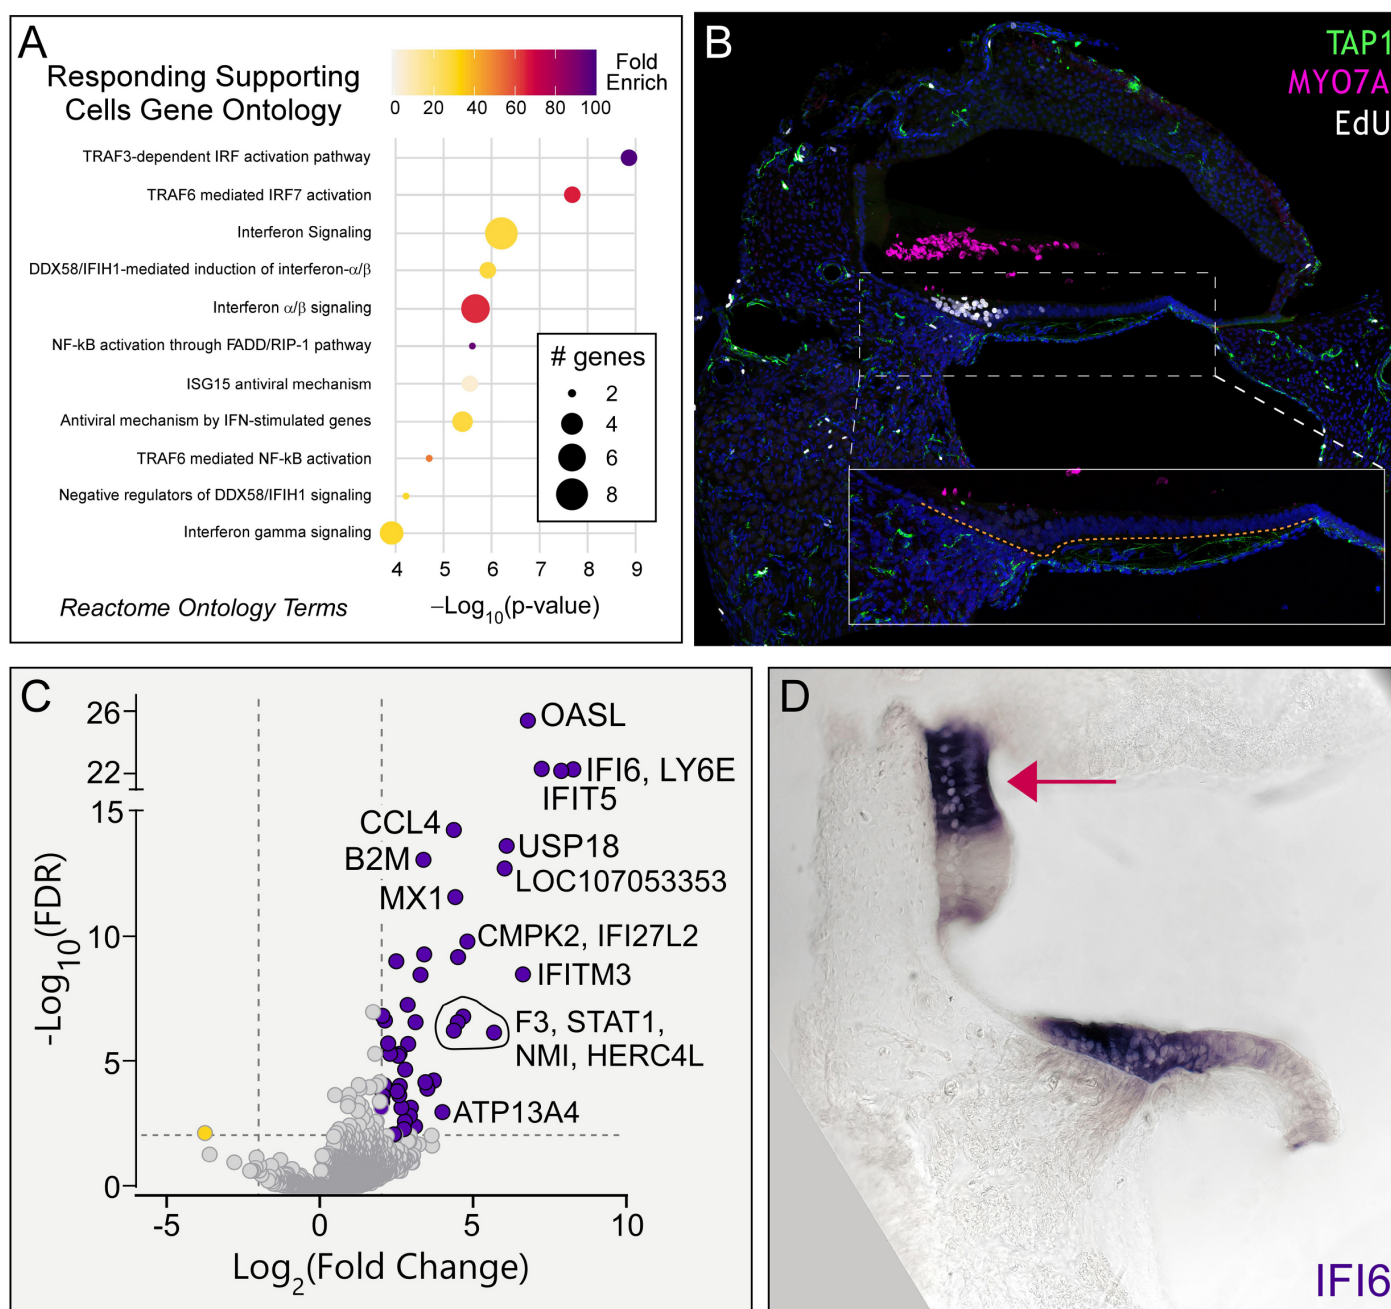 A
Responding Supporting
Cells Gene Ontology
Fold
Enrich
0 20 40 60 80 100
TRAF3-dependent IRF activation pathway
TRAF6 mediated IRF7 activation
Interferon Signaling
DDX58/IFIH1-mediated induction of interferon-α/β
Interferon α/β signaling
NF-kB activation through FADD/RIP-1 pathway
ISG15 antiviral mechanism
Antiviral mechanism by IFN-stimulated genes
TRAF6 mediated NF-kB activation
Negative regulators of DDX58/IFIH1 signaling
Interferon gamma signaling
# genes
2
4
6
8
4 5 6 7 8 9
Reactome Ontology Terms
–Log10(p-value)
B
TAP1
MYO7A
EdU
C
26
22
15
10
5
0
-Log10(FDR)
OASL
IFI6, LY6E
IFIT5
CCL4
B2M
USP18
LOC107053353
MX1
CMPK2, IFI27L2
IFITM3
F3, STAT1,
NMI, HERC4L
ATP13A4
-5 0 5 10
Log2(Fold Change)
D
IFI6